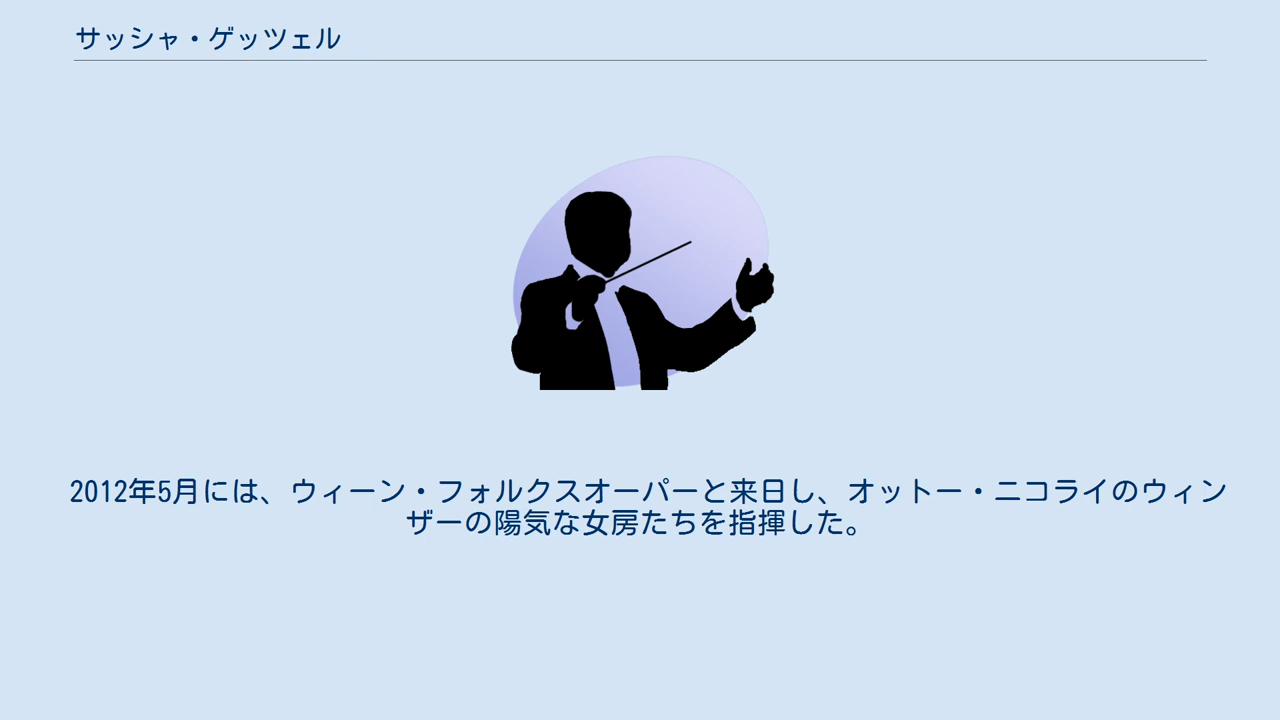 サッシャ・ゲッツェル
2012年5月には、ウィーン・フォルクスオーパーと来日し、オットー・ニコライのウィン
ザーの陽気な女房たちを指揮した。